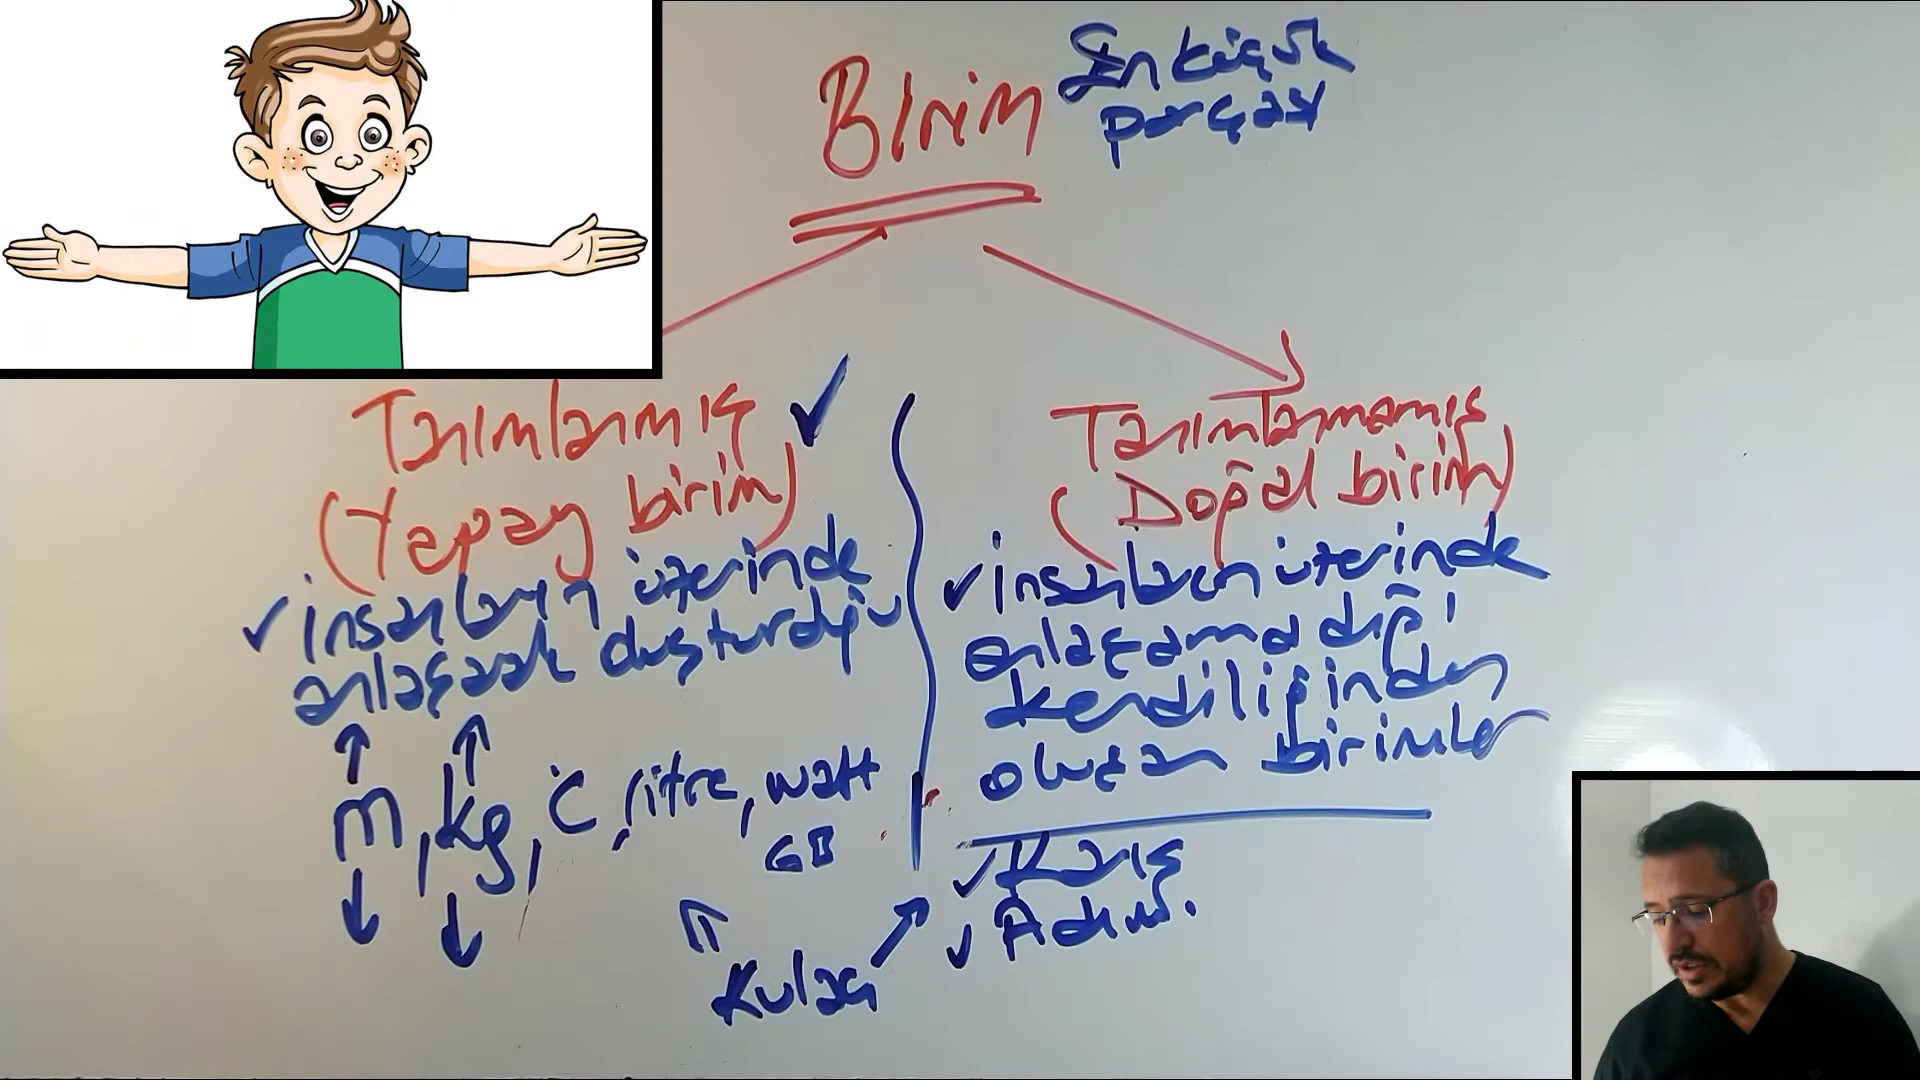 Birim
En küçük
parçası
Tanımlanmış
(Yapay birim)
✓ insanların üzerinde
anlaşarak oluşturduğu
m, kg, C, litre, watt
GB
Tanımlanmamış
(Doğal birim)
✓ insanların üzerinde
anlaşamadığı
kendiliğinden
oluşan birimler
✓ Karış
✓ Adım.
Kulaç